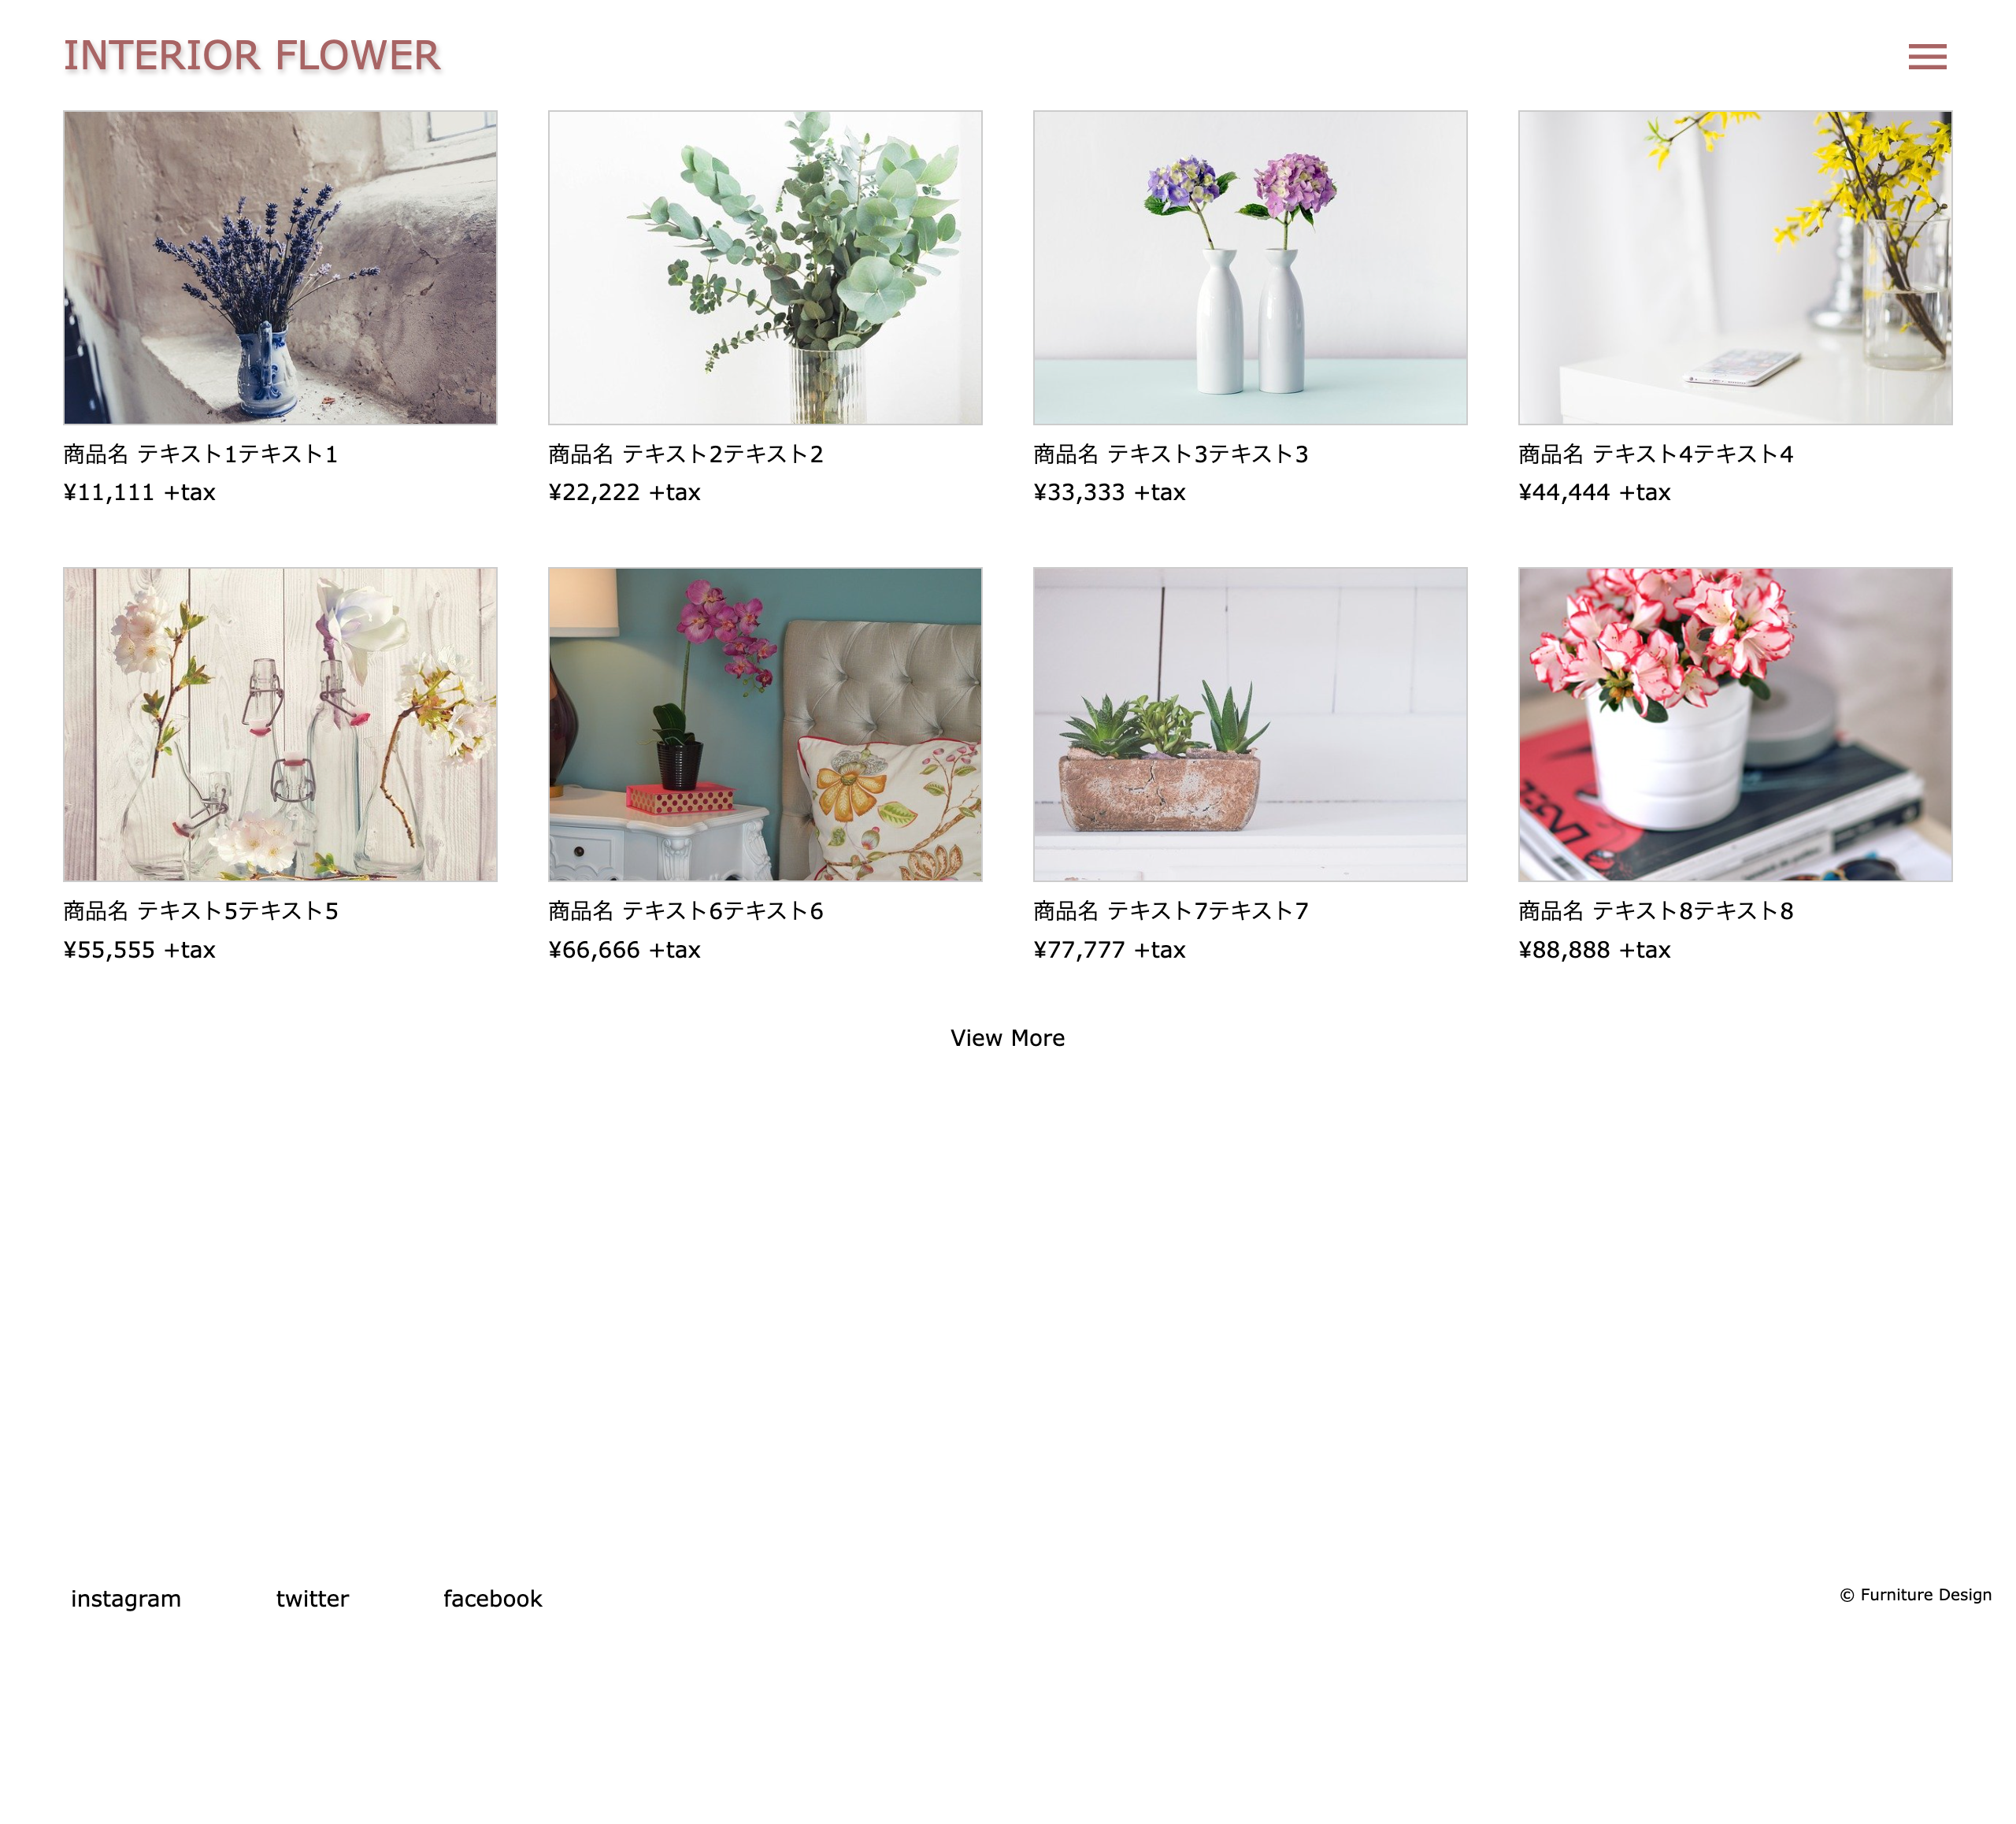 INTERIOR FLOWER
商品名 テキスト1テキスト1
¥11,111 +tax
商品名 テキスト2テキスト2
¥22,222 +tax
商品名 テキスト3テキスト3
¥33,333 +tax
商品名 テキスト4テキスト4
¥44,444 +tax
商品名 テキスト5テキスト5
¥55,555 +tax
商品名 テキスト6テキスト6
¥66,666 +tax
商品名 テキスト7テキスト7
¥77,777 +tax
商品名 テキスト8テキスト8
¥88,888 +tax
View More
instagram
twitter
facebook
© Furniture Design